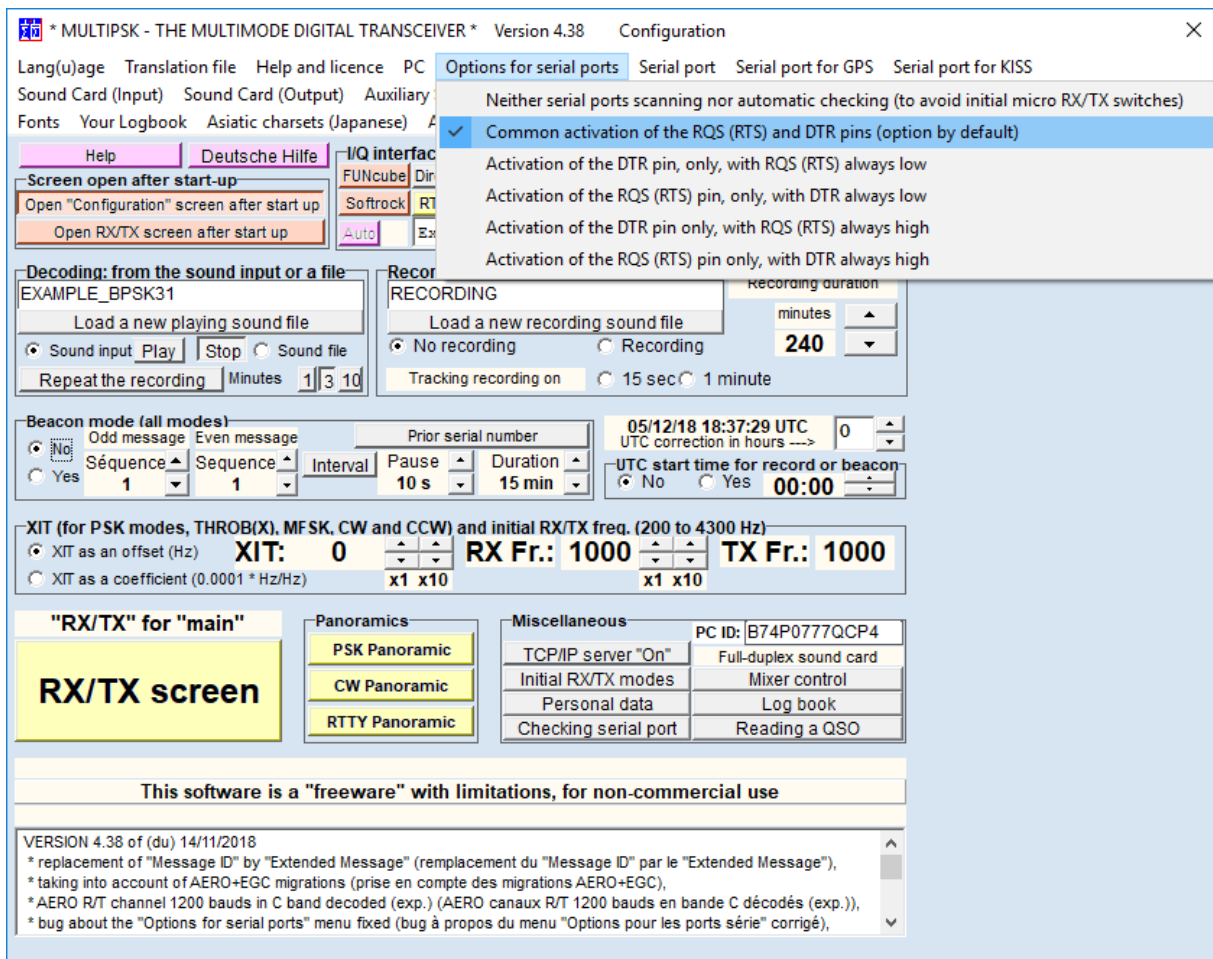 * MULTIPSK - THE MULTIMODE DIGITAL TRANSCEIVER * Version 4.38 Configuration
Lang(u)age Translation file Help and licence PC Options for serial ports Serial port Serial port for GPS Serial port for KISS
Sound Card (Input) Sound Card (Output) Auxiliary
Fonts Your Logbook Asiatic charsets (Japanese)
Neither serial ports scanning nor automatic checking (to avoid initial micro RX/TX switches)
Common activation of the RQS (RTS) and DTR pins (option by default)
Activation of the DTR pin, only, with RQS (RTS) always low
Activation of the RQS (RTS) pin, only, with DTR always low
Activation of the DTR pin only, with RQS (RTS) always high
Activation of the RQS (RTS) pin only, with DTR always high
Help Deutsche Hilfe
I/Q interfac
Screen open after start-up
FUNcube Dir
Open "Configuration" screen after start up
Softrock RT
Open RX/TX screen after start up
Auto Ex
Decoding: from the sound input or a file
EXAMPLE_BPSK31
Load a new playing sound file
Sound input Play Stop Sound file
Repeat the recording Minutes 1 3 10
Recor
RECORDING
Recording duration
Load a new recording sound file
minutes
No recording Recording
240
Tracking recording on 15 sec 1 minute
Beacon mode (all modes)
No
Yes
Odd message Even message
Séquence Sequence
1 1
Interval
Prior serial number
Pause Duration
10 s 15 min
05/12/18 18:37:29 UTC
UTC correction in hours --->
0
UTC start time for record or beacon
No Yes 00:00
XIT (for PSK modes, THROB(X), MFSK, CW and CCW) and initial RX/TX freq. (200 to 4300 Hz)
XIT as an offset (Hz) XIT: 0 RX Fr.: 1000 TX Fr.: 1000
XIT as a coefficient (0.0001 * Hz/Hz) x1 x10 x1 x10
"RX/TX" for "main"
RX/TX screen
Panoramics
PSK Panoramic
CW Panoramic
RTTY Panoramic
Miscellaneous
PC ID: B74P0777QCP4
TCP/IP server "On" Full-duplex sound card
Initial RX/TX modes Mixer control
Personal data Log book
Checking serial port Reading a QSO
This software is a "freeware" with limitations, for non-commercial use
VERSION 4.38 of (du) 14/11/2018
* replacement of "Message ID" by "Extended Message" (remplacement du "Message ID" par le "Extended Message"),
* taking into account of AERO+EGC migrations (prise en compte des migrations AERO+EGC),
* AERO R/T channel 1200 bauds in C band decoded (exp.) (AERO canaux R/T 1200 bauds en bande C décodés (exp.)),
* bug about the "Options for serial ports" menu fixed (bug à propos du menu "Options pour les ports série" corrigé),